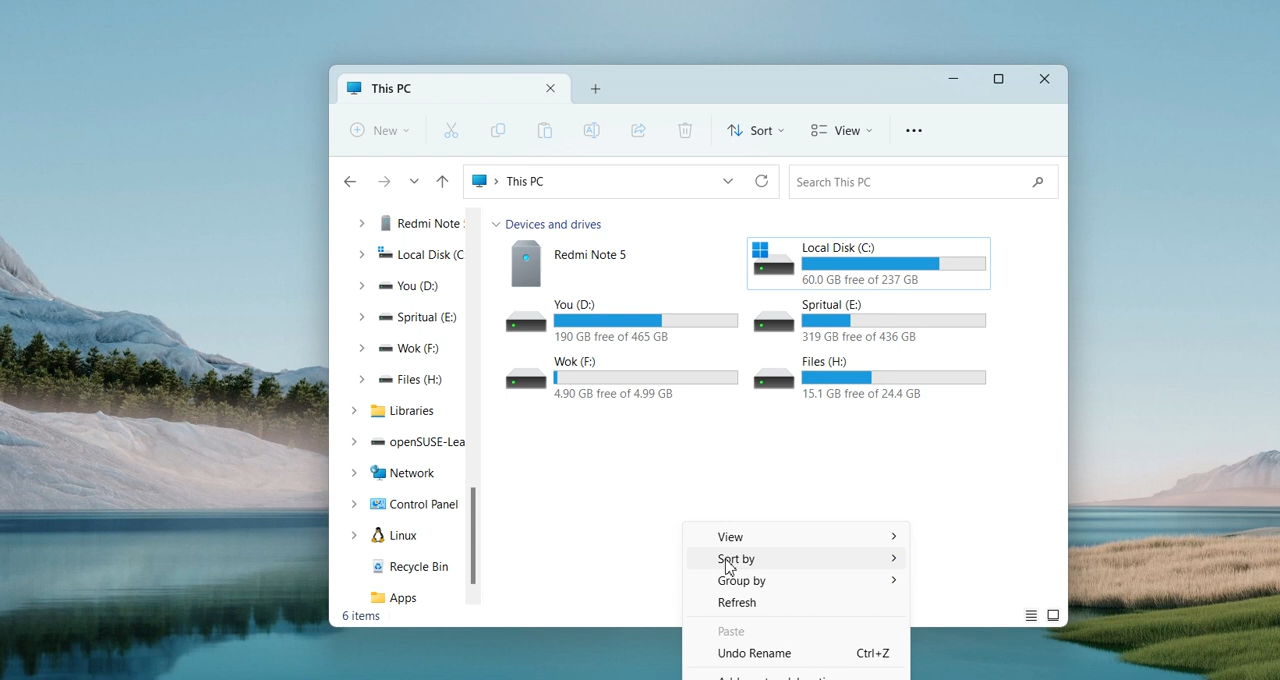 This PC
New
Sort
View
This PC
Search This PC
Redmi Note
Local Disk (C
You (D:)
Spritual (E:)
Wok (F:)
Files (H:)
Libraries
openSUSE-Lea
Network
Control Panel
Linux
Recycle Bin
Apps
Devices and drives
Redmi Note 5
Local Disk (C:)
60.0 GB free of 237 GB
You (D:)
190 GB free of 465 GB
Spritual (E:)
319 GB free of 436 GB
Wok (F:)
4.90 GB free of 4.99 GB
Files (H:)
15.1 GB free of 24.4 GB
View
Sort by
Group by
Refresh
Paste
Undo Rename Ctrl+Z
6 items